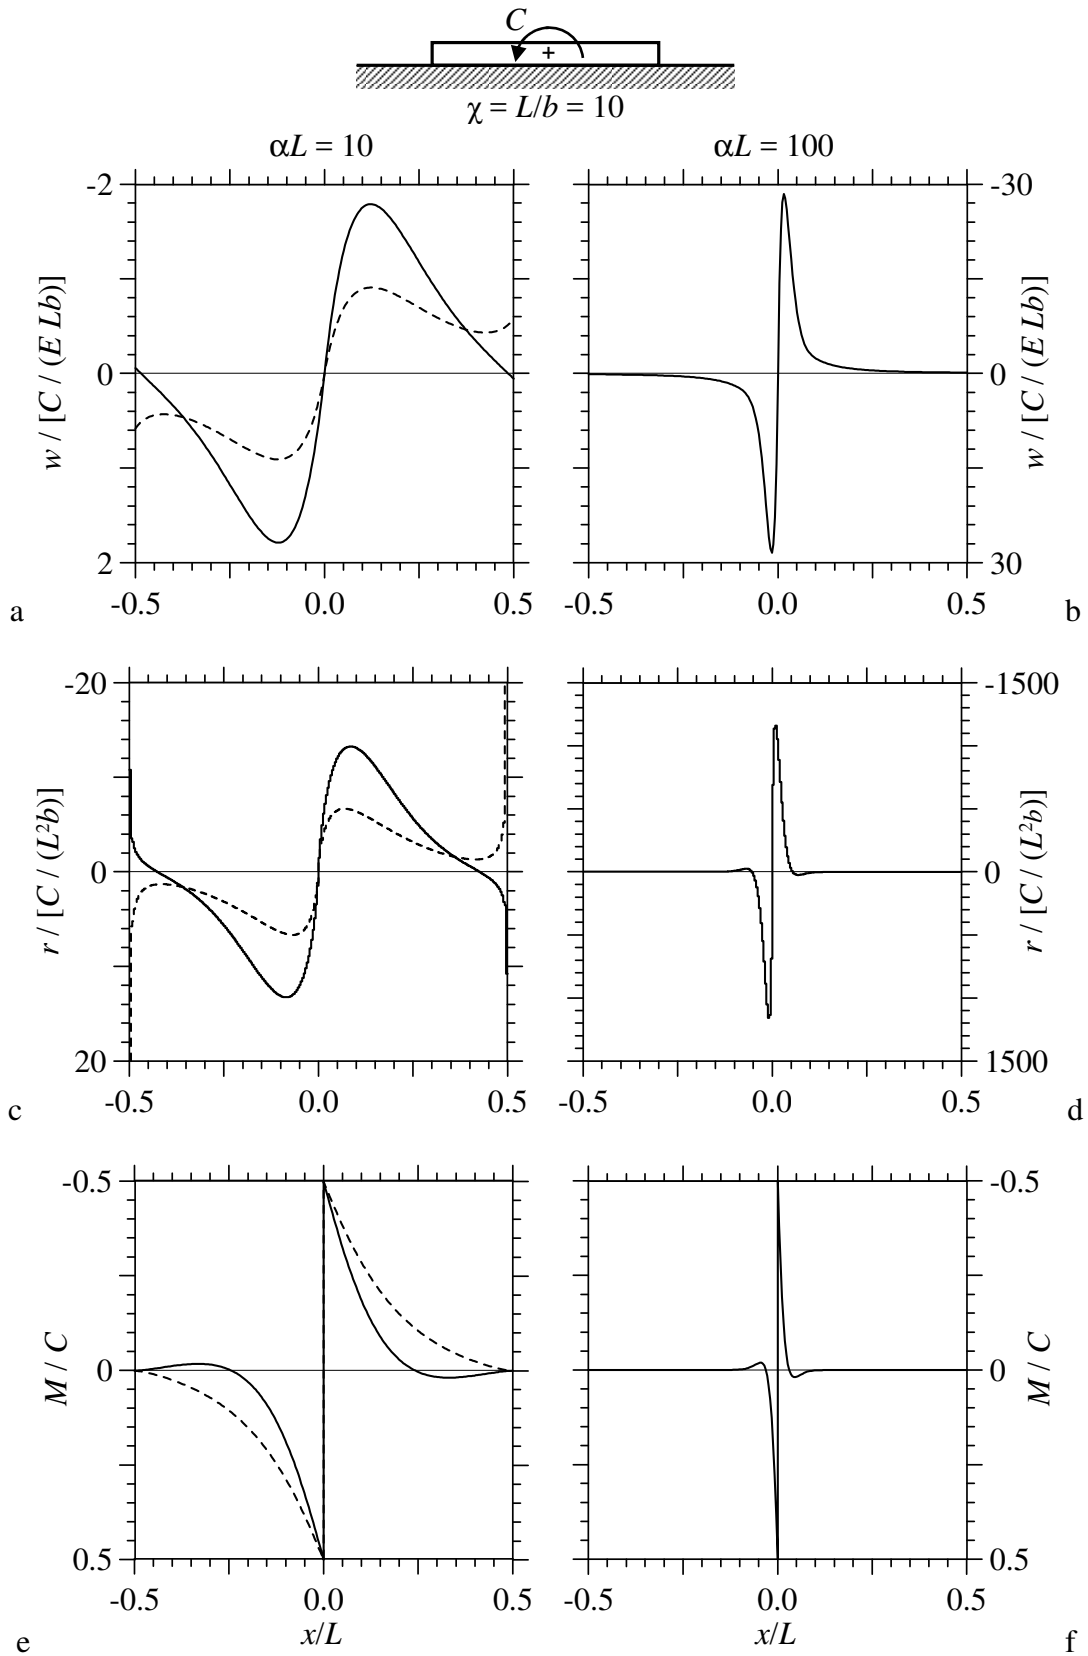 C
+
χ = L/b = 10
αL = 10
αL = 100
-2
0
2
w / [C / (E Lb)]
-0.5 0.0 0.5
a
-30
0
30
w / [C / (E Lb)]
-0.5 0.0 0.5
b
-20
0
20
r / [C / (L²b)]
-0.5 0.0 0.5
c
-1500
0
1500
r / [C / (L²b)]
-0.5 0.0 0.5
d
-0.5
0
0.5
M / C
-0.5 0.0 0.5
x/L
e
-0.5
0
0.5
M / C
-0.5 0.0 0.5
x/L
f